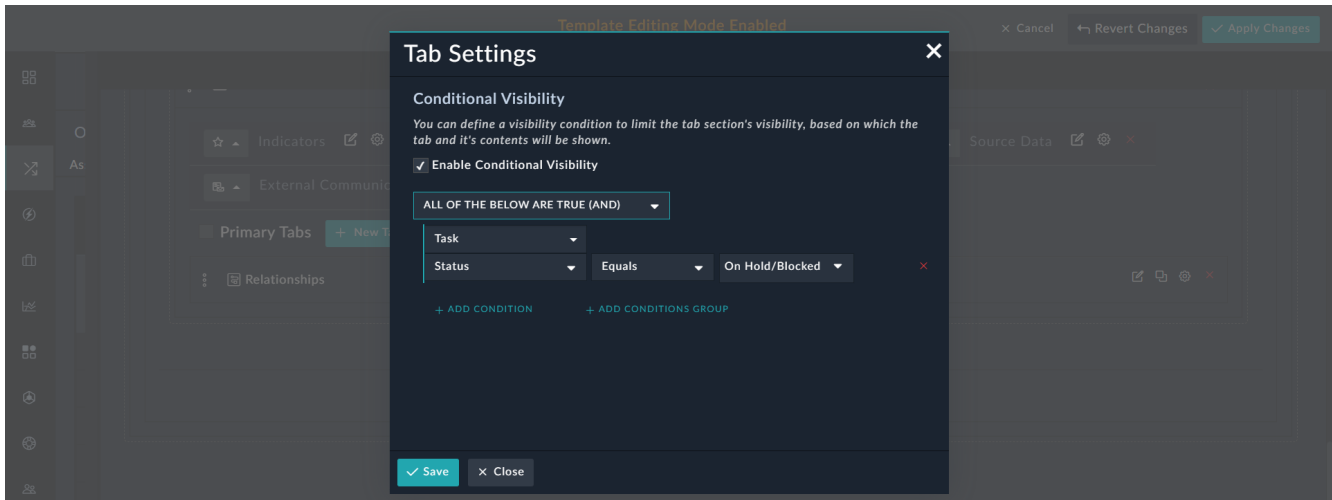 Template Editing Mode Enabled
Cancel
Revert Changes
Apply Changes
Tab Settings
Conditional Visibility
You can define a visibility condition to limit the tab section's visibility, based on which the
tab and it's contents will be shown.
Enable Conditional Visibility
O
As
Indicators
Source Data
External Communic
ALL OF THE BELOW ARE TRUE (AND)
Primary Tabs
+ New T
Task
Status
Equals
On Hold/Blocked
Relationships
+ ADD CONDITION
+ ADD CONDITIONS GROUP
Save
Close